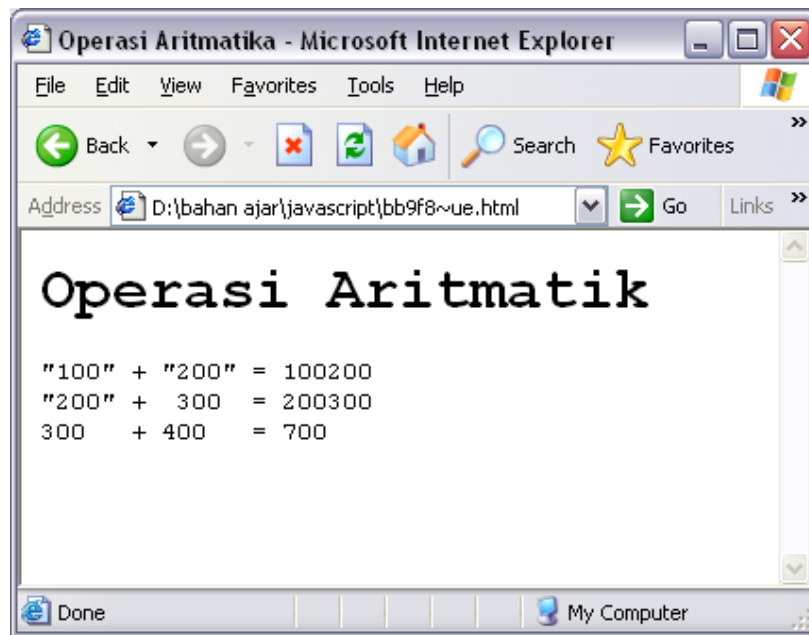 Operasi Aritmatika - Microsoft Internet Explorer
File Edit View Favorites Tools Help
Back Search Favorites »
Address D:\bahan ajar\javascript\bb9f8~ue.html Go Links »
Operasi Aritmatik
"100" + "200" = 100200
"200" +  300  = 200300
300   + 400   = 700
Done My Computer